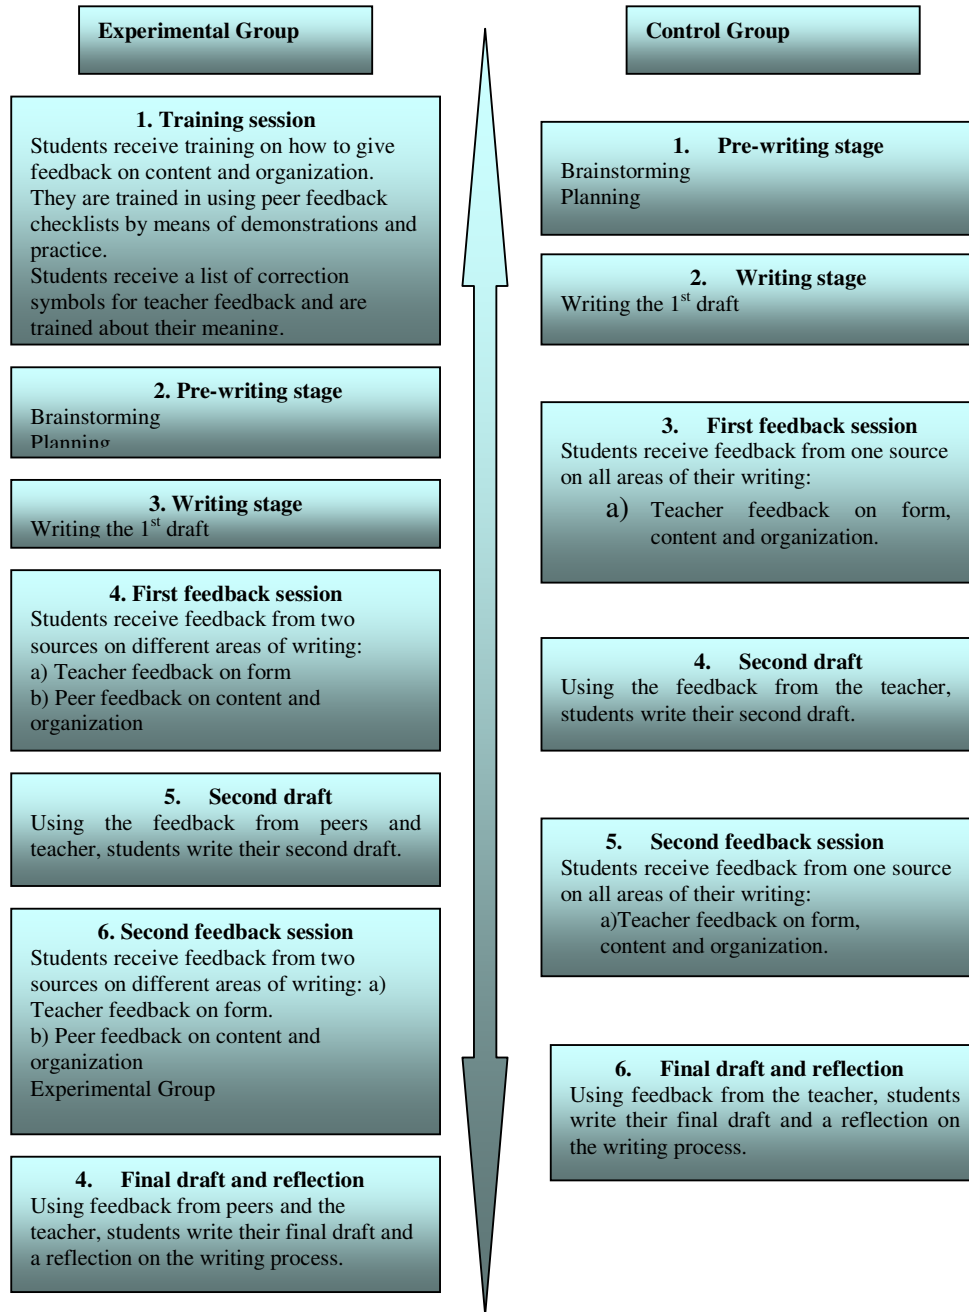 Experimental Group
1. Training session
Students receive training on how to give
feedback on content and organization.
They are trained in using peer feedback
checklists by means of demonstrations and
practice.
Students receive a list of correction
symbols for teacher feedback and are
trained about their meaning.
2. Pre-writing stage
Brainstorming
Planning
3. Writing stage
Writing the 1st draft
4. First feedback session
Students receive feedback from two
sources on different areas of writing:
a) Teacher feedback on form
b) Peer feedback on content and
organization
5. Second draft
Using the feedback from peers and
teacher, students write their second draft.
6. Second feedback session
Students receive feedback from two
sources on different areas of writing: a)
Teacher feedback on form.
b) Peer feedback on content and
organization
Experimental Group
4. Final draft and reflection
Using feedback from peers and the
teacher, students write their final draft and
a reflection on the writing process.
Control Group
1. Pre-writing stage
Brainstorming
Planning
2. Writing stage
Writing the 1st draft
3. First feedback session
Students receive feedback from one source
on all areas of their writing:
a) Teacher feedback on form,
content and organization.
4. Second draft
Using the feedback from the teacher,
students write their second draft.
5. Second feedback session
Students receive feedback from one source
on all areas of their writing:
a)Teacher feedback on form,
content and organization.
6. Final draft and reflection
Using feedback from the teacher, students
write their final draft and a reflection on
the writing process.